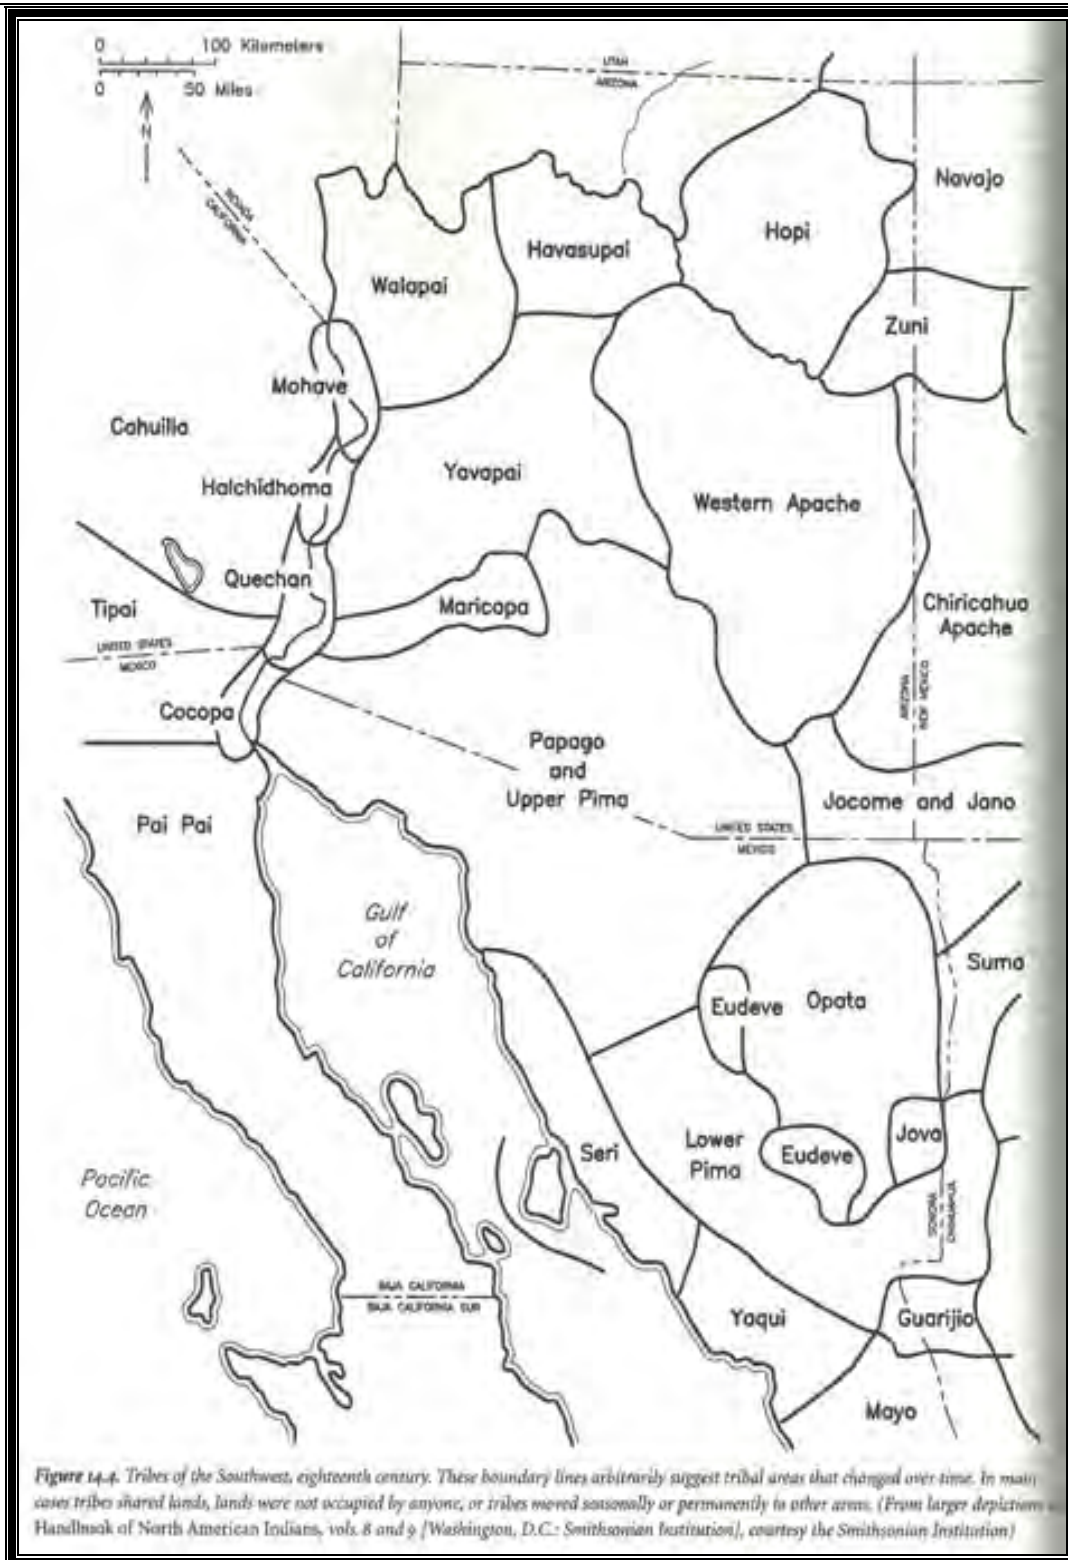 0 100 Kilometers
0 50 Miles
N
UTAH
ARIZONA
NEVADA
CALIFORNIA
Navajo
Hopi
Havasupai
Walapai
Zuni
Mohave
Cahuilla
Yavapai
Halchidhoma
Western Apache
Quechan
Tipai
Maricopa
Chiricahua
Apache
UNITED STATES
MEXICO
ARIZONA
NEW MEXICO
Cocopa
Papago
and
Upper Pima
Jocome and Jano
Pai Pai
UNITED STATES
MEXICO
Gulf
of
California
Suma
Eudeve
Opata
Jova
Lower
Pima
Seri
Eudeve
Pacific
Ocean
SONORA
CHIHUAHUA
BAJA CALIFORNIA
BAJA CALIFORNIA SUR
Yaqui
Guarijio
Mayo
Figure 14.4. Tribes of the Southwest, eighteenth century. These boundary lines arbitrarily suggest tribal areas that changed over time. In many
cases tribes shared lands, lands were not occupied by anyone, or tribes moved seasonally or permanently to other areas. (From larger depictions
Handbook of North American Indians, vols. 8 and 9 [Washington, D.C.: Smithsonian Institution], courtesy the Smithsonian Institution)